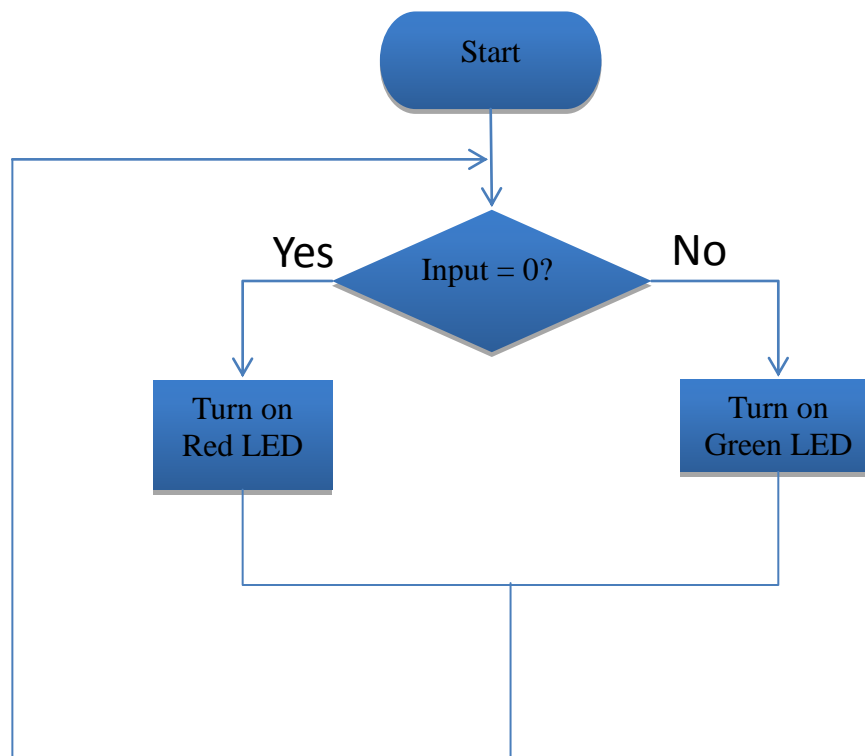 Start
Yes
No
Input = 0?
Turn on
Red LED
Turn on
Green LED